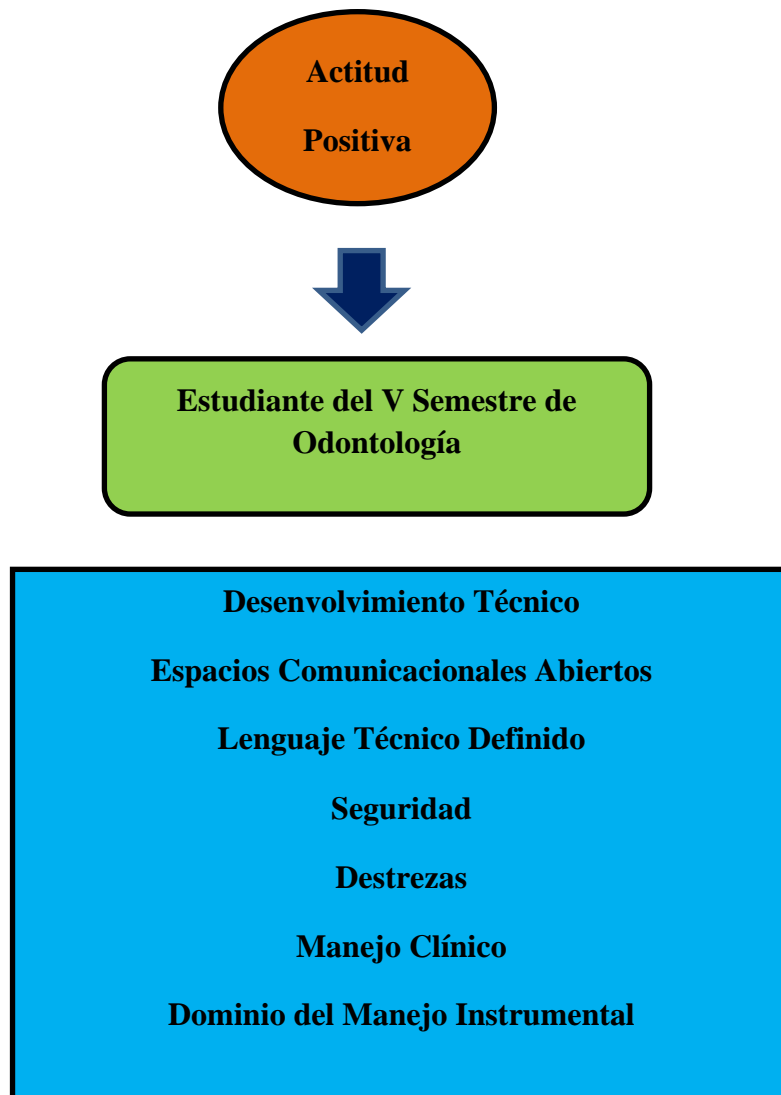 Actitud
Positiva
Estudiante del V Semestre de
Odontología
Desenvolvimiento Técnico
Espacios Comunicacionales Abiertos
Lenguaje Técnico Definido
Seguridad
Destrezas
Manejo Clínico
Dominio del Manejo Instrumental